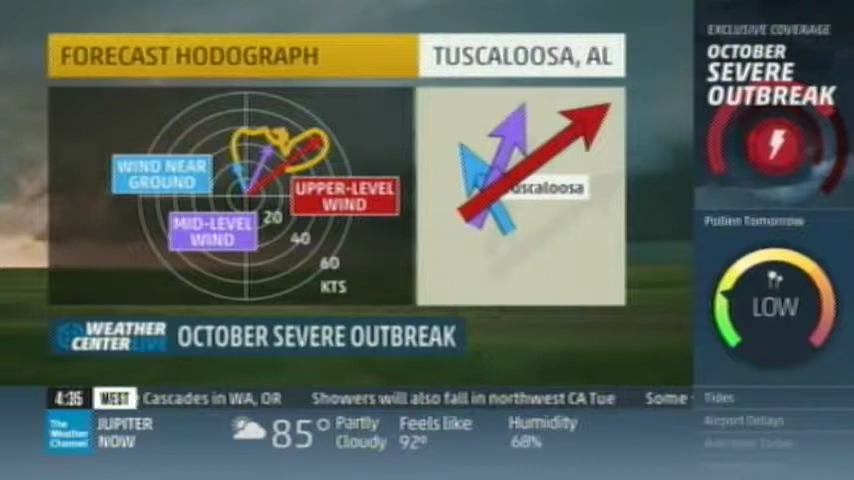 FORECAST HODOGRAPH
TUSCALOOSA, AL
EXCLUSIVE COVERAGE
OCTOBER
SEVERE
OUTBREAK
WIND NEAR
GROUND
UPPER-LEVEL
WIND
MID-LEVEL
WIND
20
40
60
KTS
uscaloosa
Pollen Tomorrow
LOW
WEATHER
CENTER LIVE
OCTOBER SEVERE OUTBREAK
4:35
WEST
Cascades in WA, OR
Showers will also fall in northwest CA Tue
Some
The
Weather
Channel
JUPITER
NOW
85°
Partly
Cloudy
Feels like
92°
Humidity
68%
Tides
Airport Delays